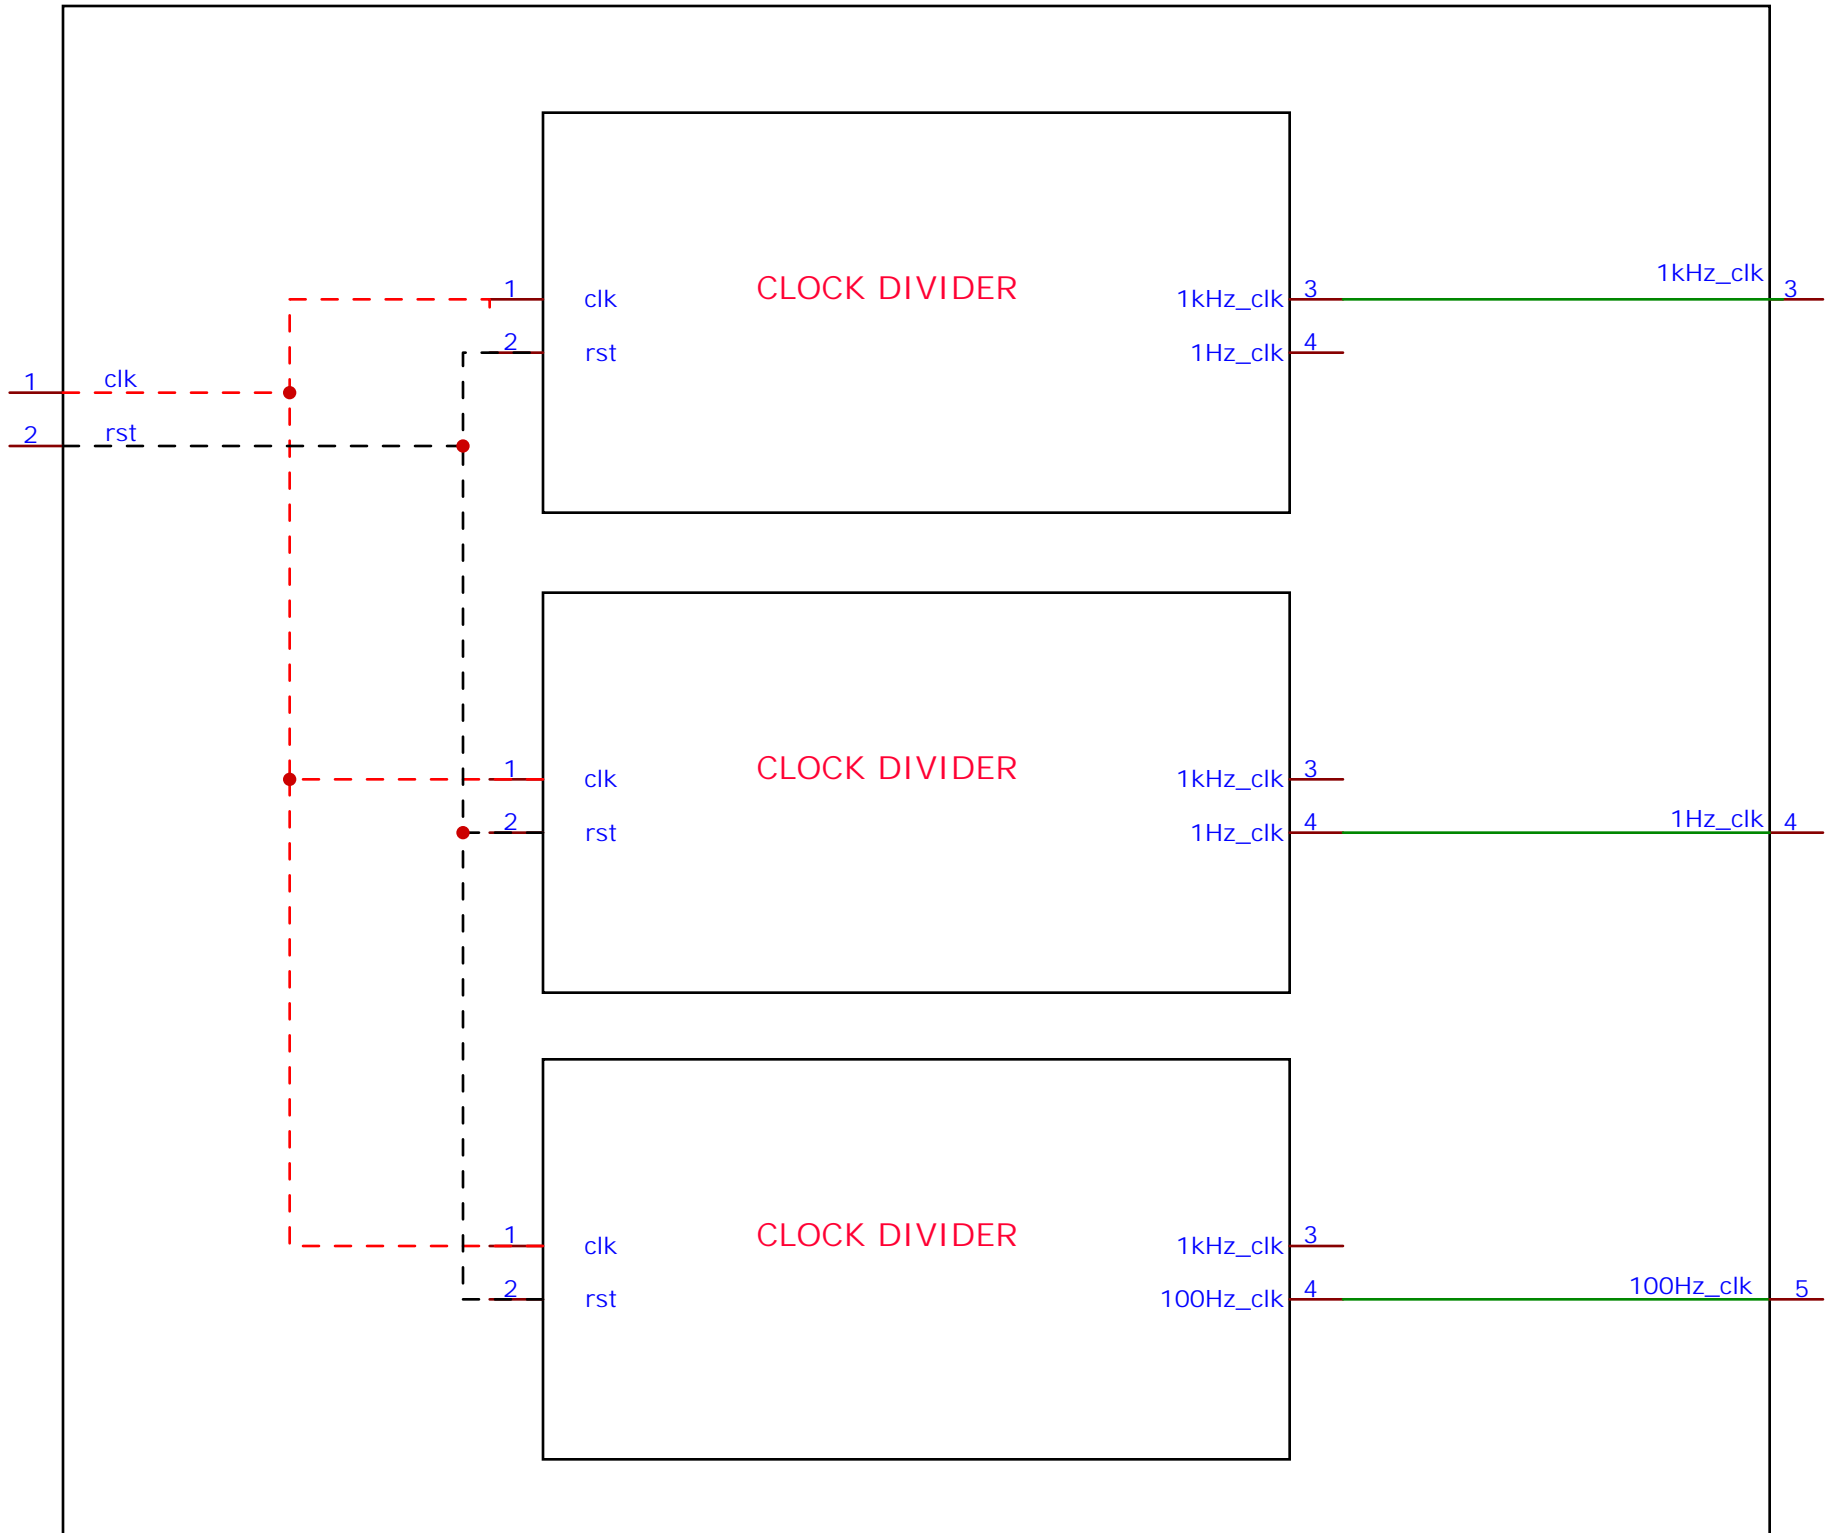 CLOCK DIVIDER
1 clk 1kHz_clk 3 1kHz_clk 3
2 rst 1Hz_clk 4
1 clk
2 rst
CLOCK DIVIDER
1 clk 1kHz_clk 3
2 rst 1Hz_clk 4 1Hz_clk 4
CLOCK DIVIDER
1 clk 1kHz_clk 3
2 rst 100Hz_clk 4 100Hz_clk 5